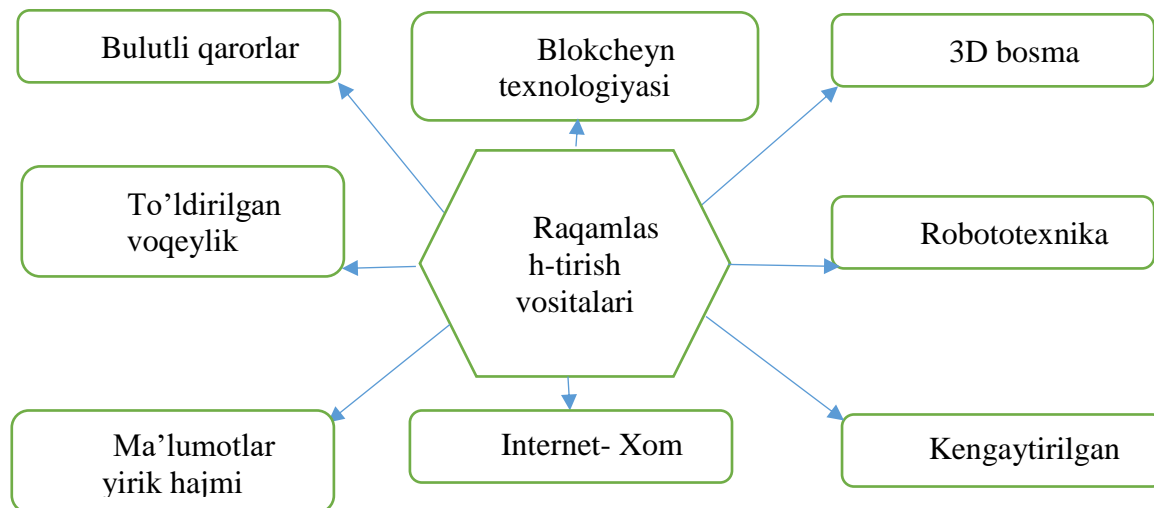 Bulutli qarorlar
Blokcheyn
texnologiyasi
3D bosma
To’ldirilgan
voqeylik
Raqamlas
h-tirish
vositalari
Robototexnika
Ma’lumotlar
yirik hajmi
Internet- Xom
Kengaytirilgan